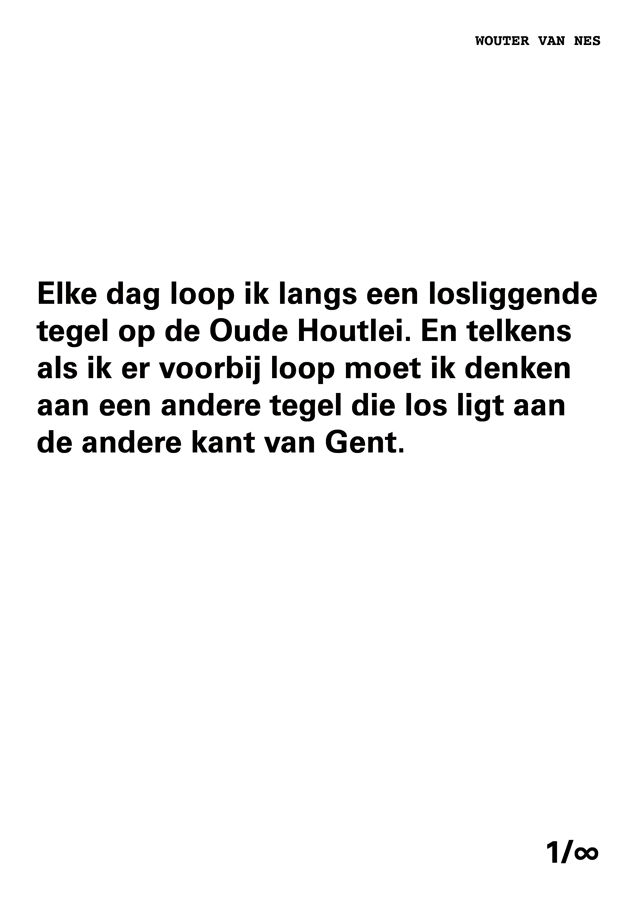 WOUTER VAN NES
Elke dag loop ik langs een losliggende
tegel op de Oude Houtlei. En telkens
als ik er voorbij loop moet ik denken
aan een andere tegel die los ligt aan
de andere kant van Gent.
1/∞